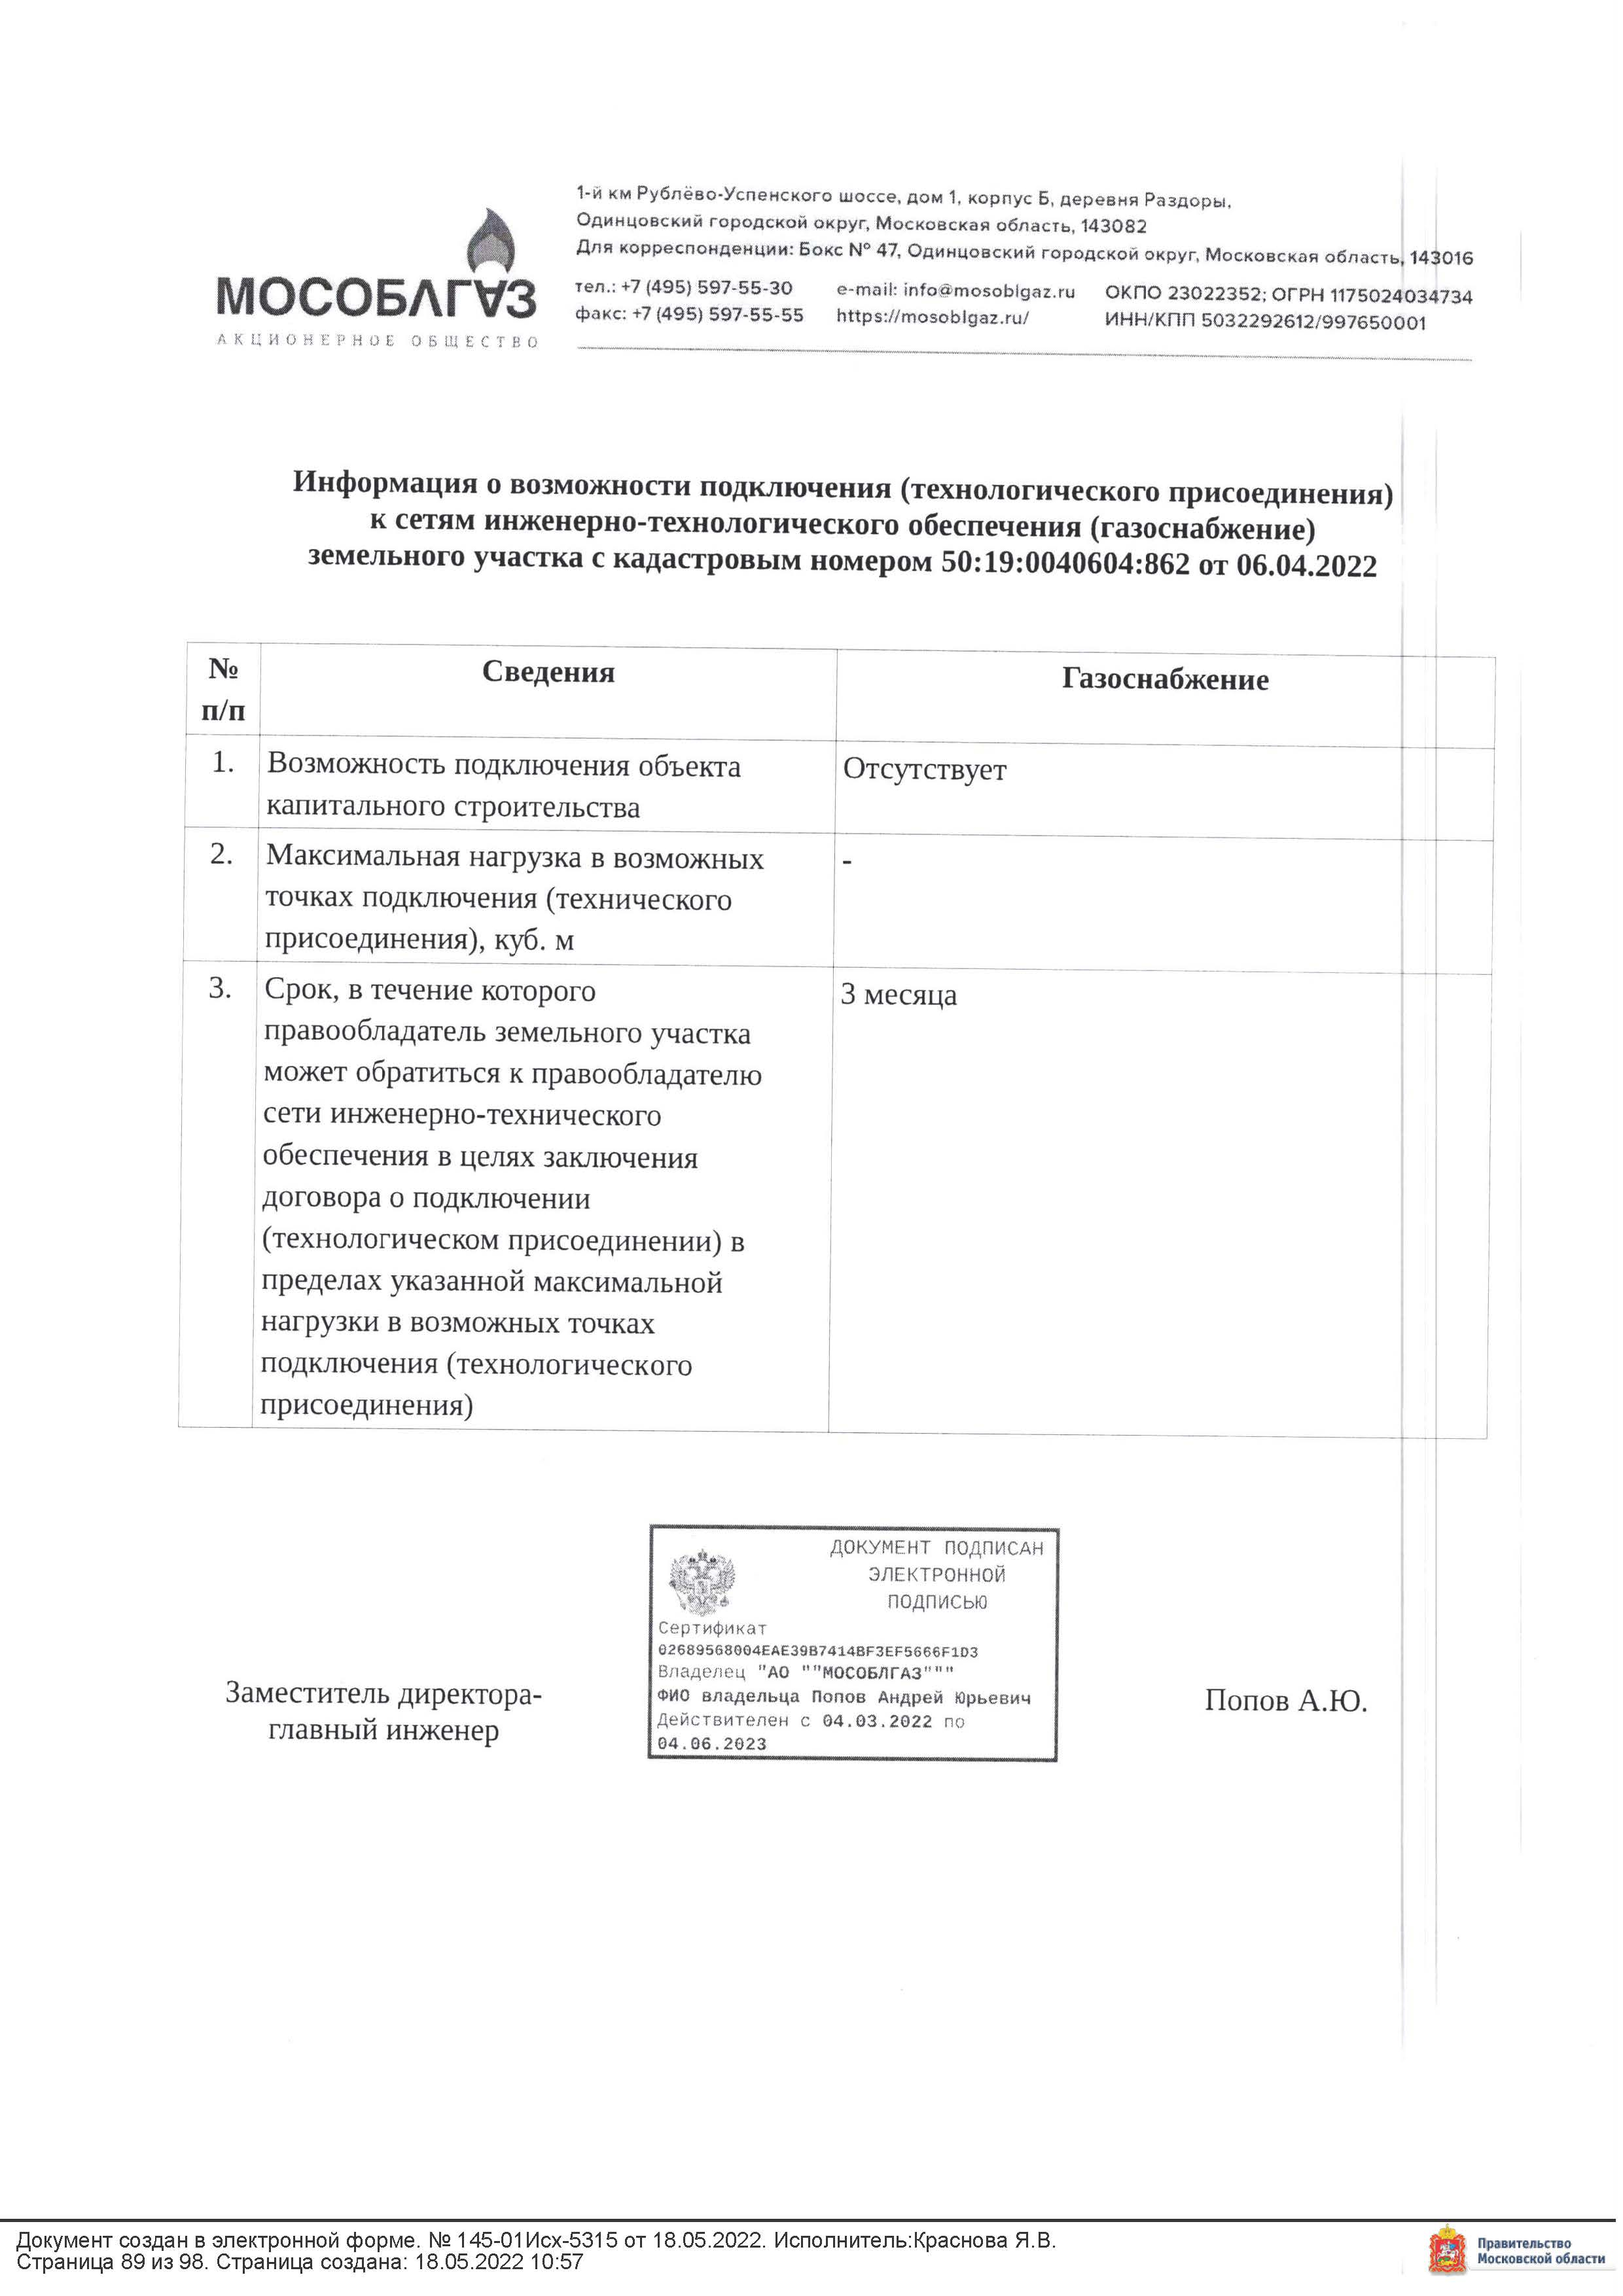 МОСОБЛГАЗ
АКЦИОНЕРНОЕ ОБЩЕСТВО
1-й км Рублёво-Успенского шоссе, дом 1, корпус Б, деревня Раздоры,
Одинцовский городской округ, Московская область, 143082
Для корреспонденции: Бокс № 47, Одинцовский городской округ, Московская область, 143016
тел.: +7 (495) 597-55-30 e-mail: info@mosoblgaz.ru ОКПО 23022352; ОГРН 1175024034734
факс: +7 (495) 597-55-55 https://mosoblgaz.ru/ ИНН/КПП 5032292612/997650001
Информация о возможности подключения (технологического присоединения)
к сетям инженерно-технологического обеспечения (газоснабжение)
земельного участка с кадастровым номером 50:19:0040604:862 от 06.04.2022
№ Сведения Газоснабжение
п/п
1. Возможность подключения объекта Отсутствует
капитального строительства
2. Максимальная нагрузка в возможных -
точках подключения (технического
присоединения), куб. м
3. Срок, в течение которого 3 месяца
правообладатель земельного участка
может обратиться к правообладателю
сети инженерно-технического
обеспечения в целях заключения
договора о подключении
(технологическом присоединении) в
пределах указанной максимальной
нагрузки в возможных точках
подключения (технологического
присоединения)
ДОКУМЕНТ ПОДПИСАН
ЭЛЕКТРОННОЙ
ПОДПИСЬЮ
Сертификат
02689568004EAE39B7414BF3EF5666F1D3
Владелец "АО ""МОСОБЛГАЗ"""
ФИО владельца Попов Андрей Юрьевич
Действителен с 04.03.2022 по
04.06.2023
Заместитель директора-
главный инженер
Попов А.Ю.
Документ создан в электронной форме. № 145-01Исх-5315 от 18.05.2022. Исполнитель:Краснова Я.В.
Страница 89 из 98. Страница создана: 18.05.2022 10:57
Правительство
Московской области